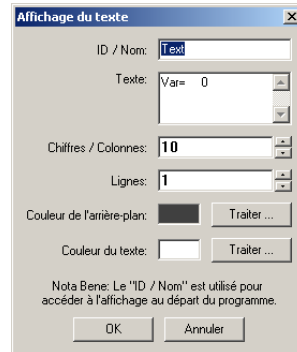 Affichage du texte
ID / Nom: Text
Texte: Var= 0
Chiffres / Colonnes: 10
Lignes: 1
Couleur de l'arrière-plan: Traiter ...
Couleur du texte: Traiter ...
Nota Bene: Le "ID / Nom" est utilisé pour
accéder à l'affichage au départ du programme.
OK Annuler